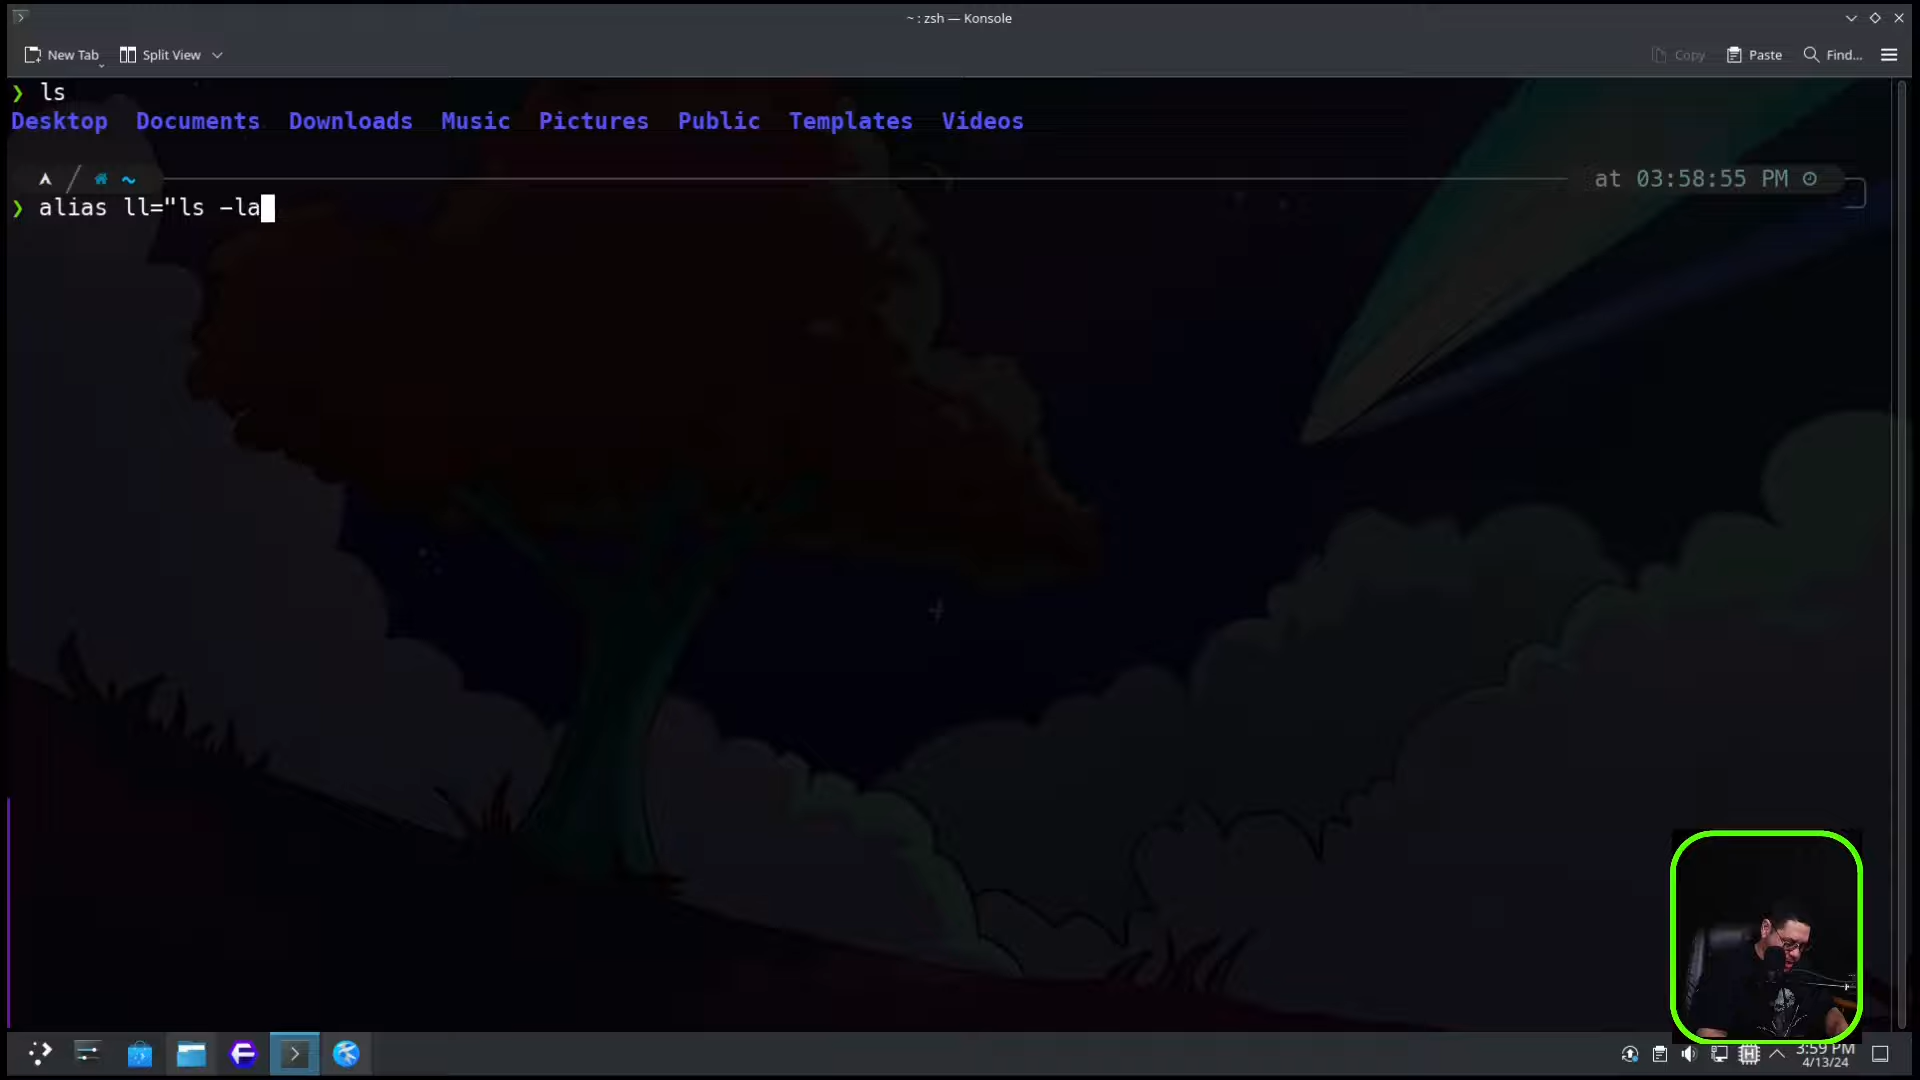 ~ : zsh — Konsole
New Tab Split View Copy Paste Find...
❯ ls
Desktop Documents Downloads Music Pictures Public Templates Videos
~ at 03:58:55 PM
❯ alias ll="ls -la
3:59 PM
4/13/24